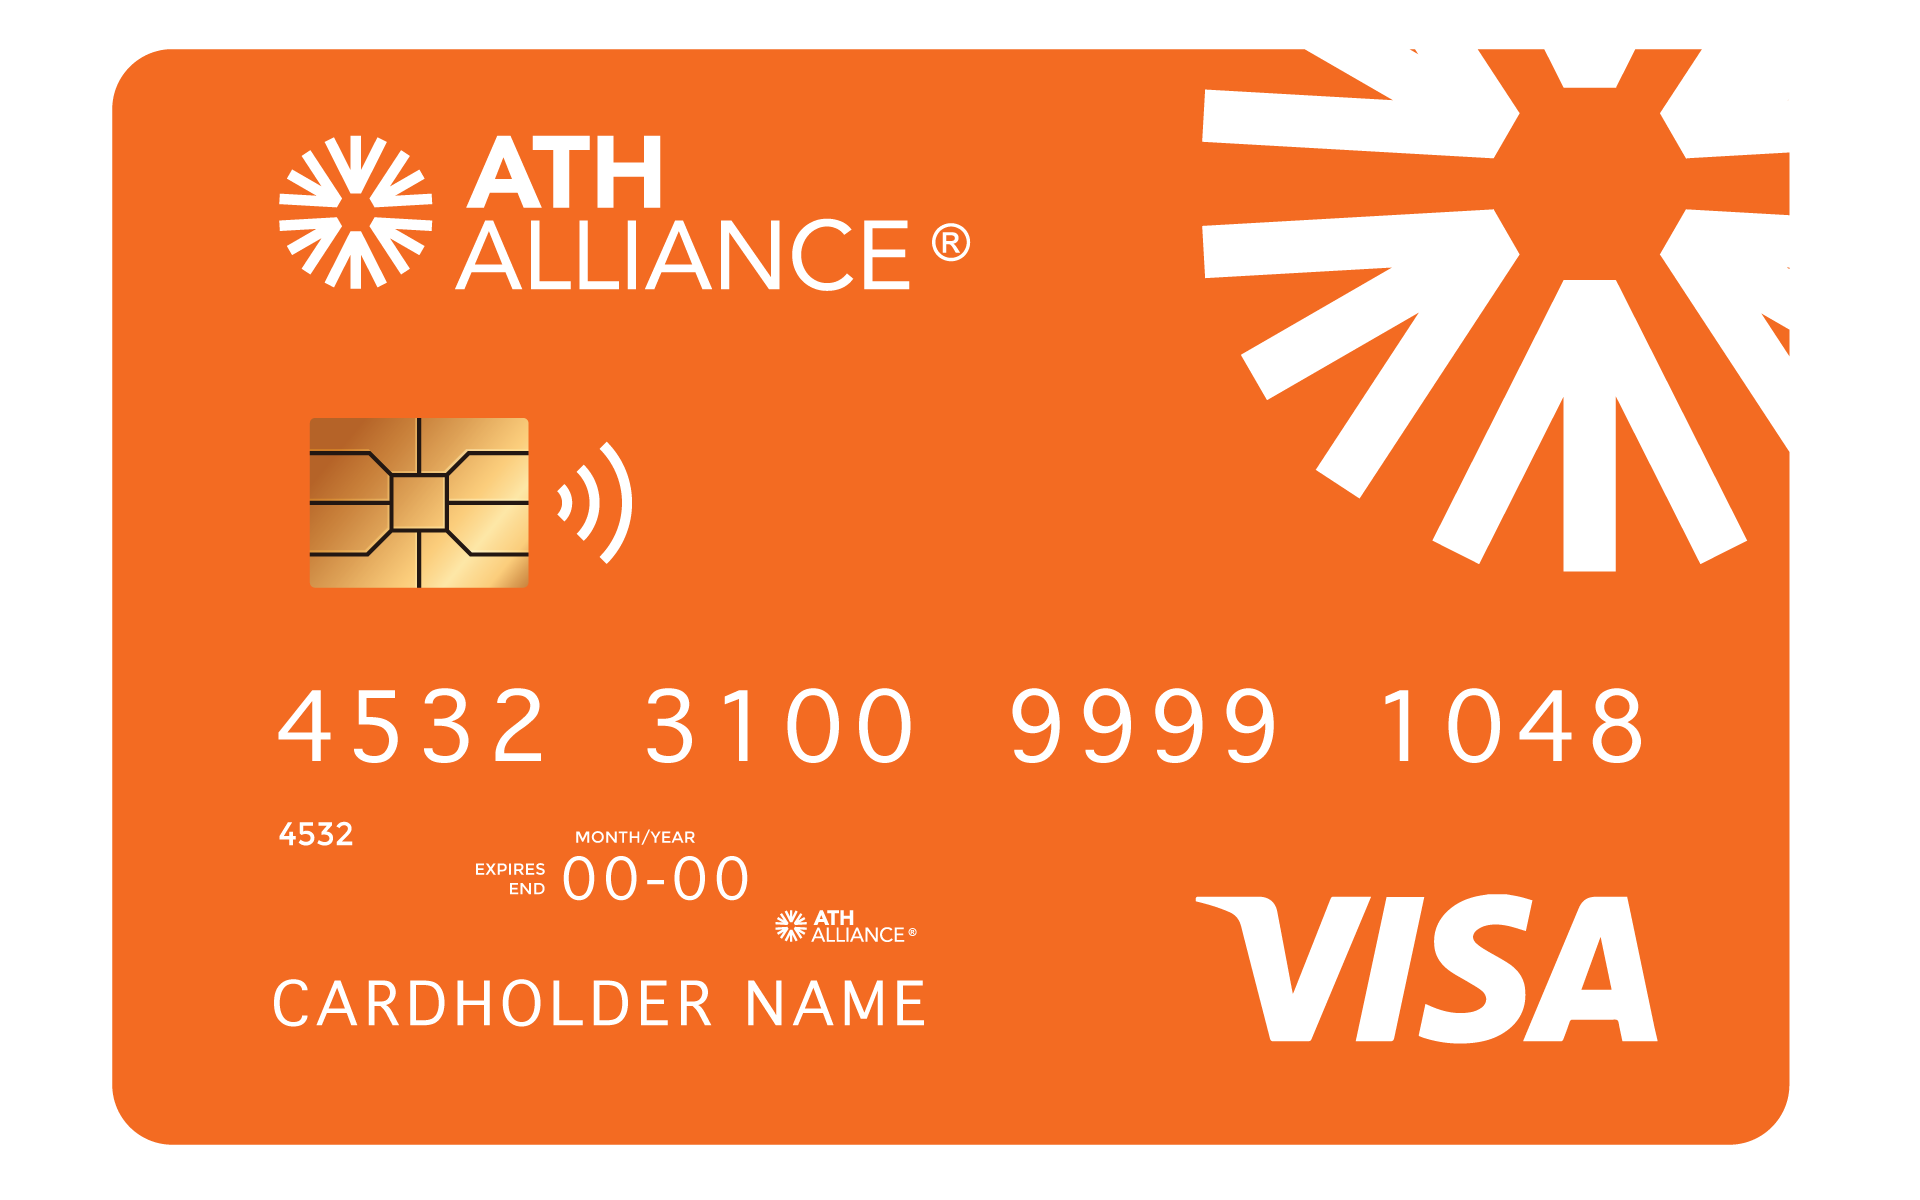 ATH
ALLIANCE ®
4532 3100 9999 1048
4532
MONTH/YEAR
EXPIRES
END
00-00
ATH
ALLIANCE ®
CARDHOLDER NAME
VISA